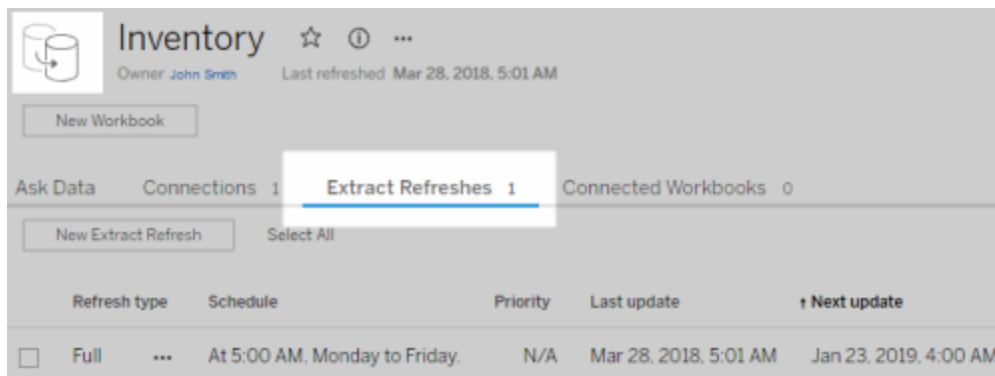 Inventory
Owner John Smith Last refreshed Mar 28, 2018, 5:01 AM
New Workbook
Ask Data Connections 1 Extract Refreshes 1 Connected Workbooks 0
New Extract Refresh Select All
Refresh type Schedule Priority Last update ↑ Next update
Full ... At 5:00 AM. Monday to Friday. N/A Mar 28, 2018, 5:01 AM Jan 23, 2019, 4:00 AM